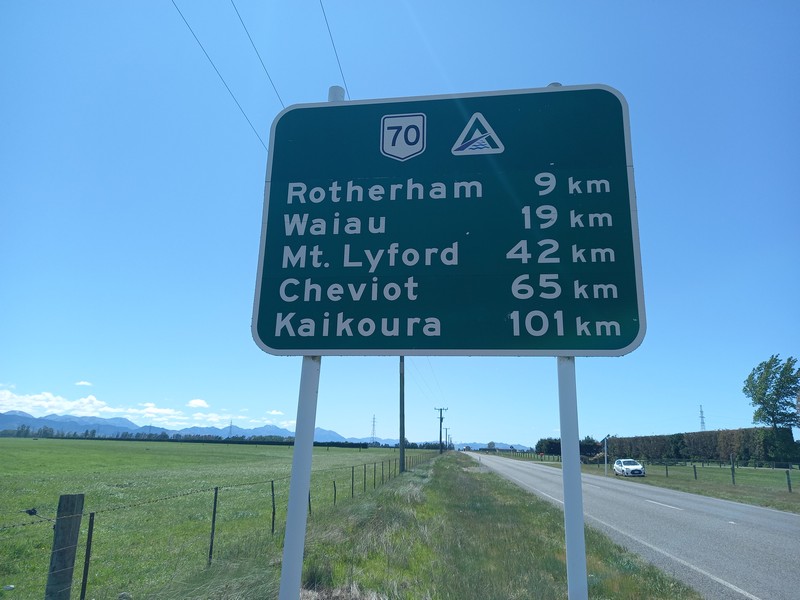 70
Rotherham 9 km
Waiau 19 km
Mt. Lyford 42 km
Cheviot 65 km
Kaikoura 101 km